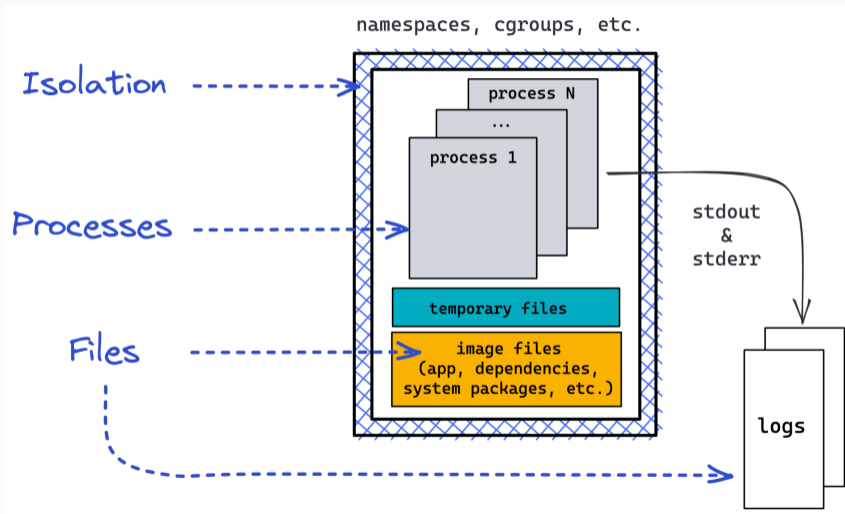 namespaces, cgroups, etc.
Isolation
process N
...
process 1
Processes
stdout
&
stderr
temporary files
Files
image files
(app, dependencies,
system packages, etc.)
logs